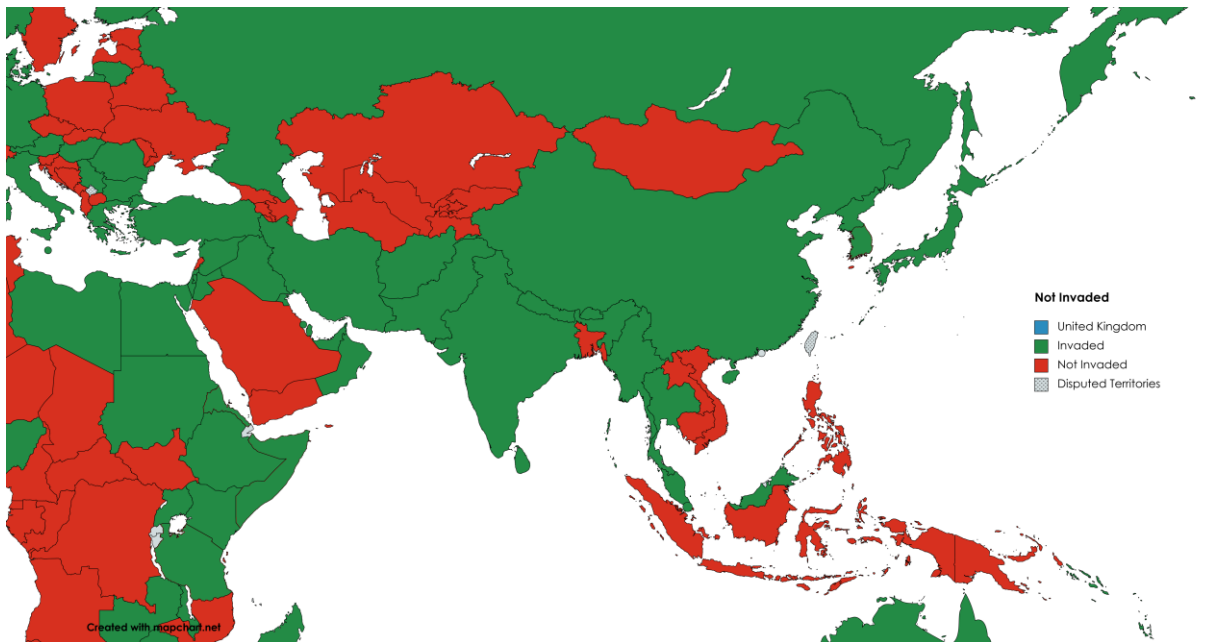 Not Invaded
United Kingdom
Invaded
Not Invaded
Disputed Territories
Created with mapchart.net